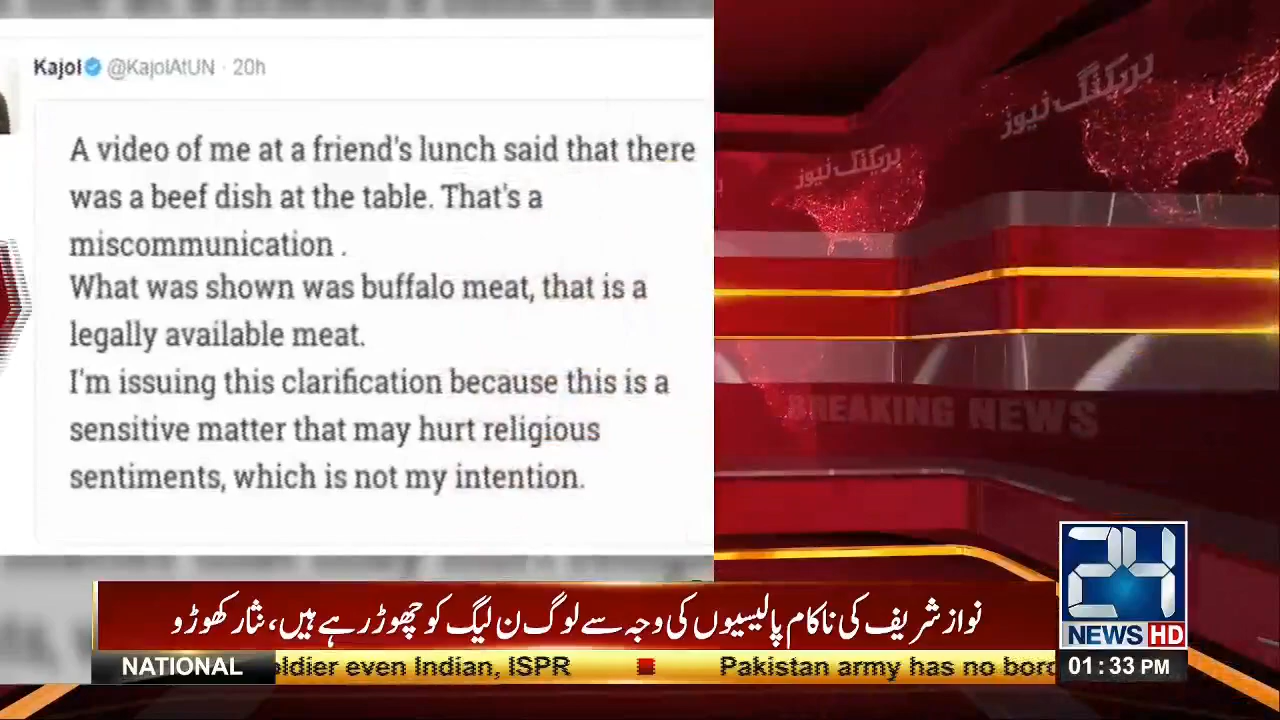 Kajol @KajolAtUN · 20h
A video of me at a friend's lunch said that there
was a beef dish at the table. That's a
miscommunication .
What was shown was buffalo meat, that is a
legally available meat.
I'm issuing this clarification because this is a
sensitive matter that may hurt religious
sentiments, which is not my intention.
بریکنگ نیوز
بریکنگ نیوز
BREAKING NEWS
24
NEWS HD
نواز شریف کی ناکام پالیسیوں کی وجہ سے لوگ ن لیگ کو چھوڑ رہے ہیں، نثار کھوڑو
NATIONAL
oldier even Indian, ISPR
Pakistan army has no bord
01:33 PM